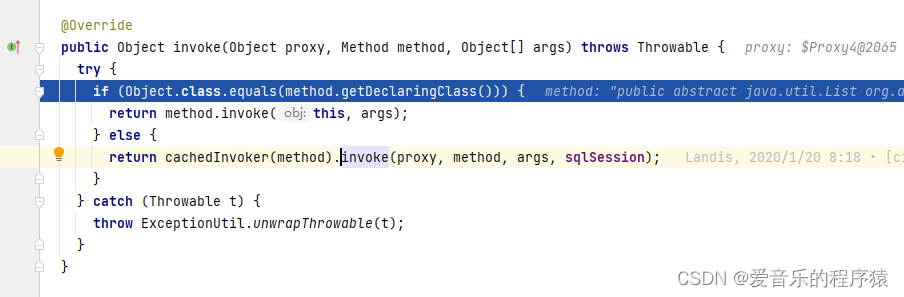 @Override
public Object invoke(Object proxy, Method method, Object[] args) throws Throwable {   proxy: $Proxy4@2065
try {
if (Object.class.equals(method.getDeclaringClass())) {   method: "public abstract java.util.List org.a
return method.invoke( obj: this, args);
} else {
return cachedInvoker(method).invoke(proxy, method, args, sqlSession);   Landis, 2020/1/20 8:18 • [ci
}
} catch (Throwable t) {
throw ExceptionUtil.unwrapThrowable(t);
}
}
CSDN @爱音乐的程序猿